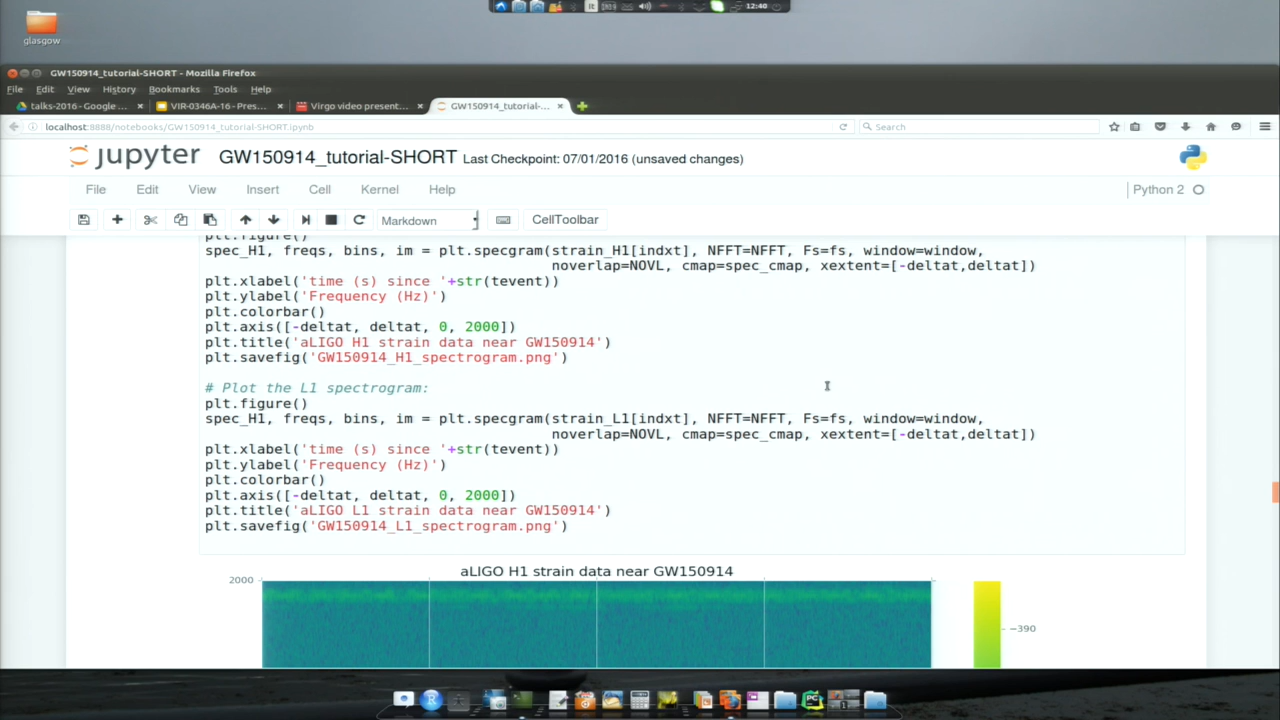 12:40
glasgow
GW150914_tutorial-SHORT - Mozilla Firefox
File Edit View History Bookmarks Tools Help
talks-2016 - Google ... × VIR-0346A-16 - Pres... × Virgo video present... × GW150914_tutorial-... ×
localhost:8888/notebooks/GW150914_tutorial-SHORT.ipynb
Search
jupyter GW150914_tutorial-SHORT Last Checkpoint: 07/01/2016 (unsaved changes)
File Edit View Insert Cell Kernel Help
Python 2
Markdown CellToolbar
plt.figure()
spec_H1, freqs, bins, im = plt.specgram(strain_H1[indxt], NFFT=NFFT, Fs=fs, window=window,
noverlap=NOVL, cmap=spec_cmap, xextent=[-deltat,deltat])
plt.xlabel('time (s) since '+str(tevent))
plt.ylabel('Frequency (Hz)')
plt.colorbar()
plt.axis([-deltat, deltat, 0, 2000])
plt.title('aLIGO H1 strain data near GW150914')
plt.savefig('GW150914_H1_spectrogram.png')
# Plot the L1 spectrogram:
plt.figure()
spec_H1, freqs, bins, im = plt.specgram(strain_L1[indxt], NFFT=NFFT, Fs=fs, window=window,
noverlap=NOVL, cmap=spec_cmap, xextent=[-deltat,deltat])
plt.xlabel('time (s) since '+str(tevent))
plt.ylabel('Frequency (Hz)')
plt.colorbar()
plt.axis([-deltat, deltat, 0, 2000])
plt.title('aLIGO L1 strain data near GW150914')
plt.savefig('GW150914_L1_spectrogram.png')
aLIGO H1 strain data near GW150914
2000
−390